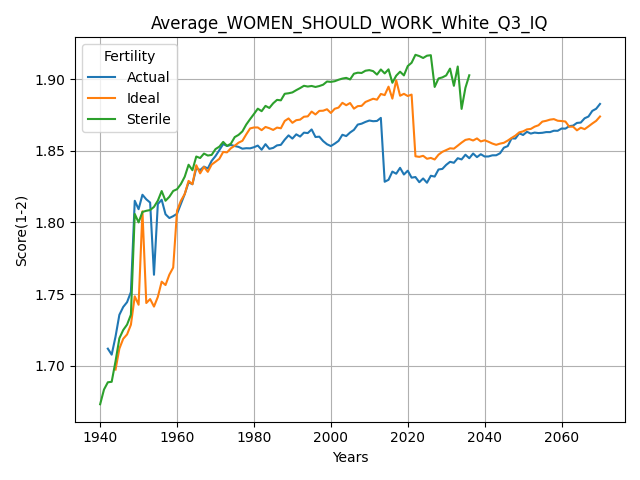 Average_WOMEN_SHOULD_WORK_White_Q3_IQ
Fertility
Actual
Ideal
Sterile
Score(1-2)
1.90
1.85
1.80
1.75
1.70
1940
1960
1980
2000
2020
2040
2060
Years